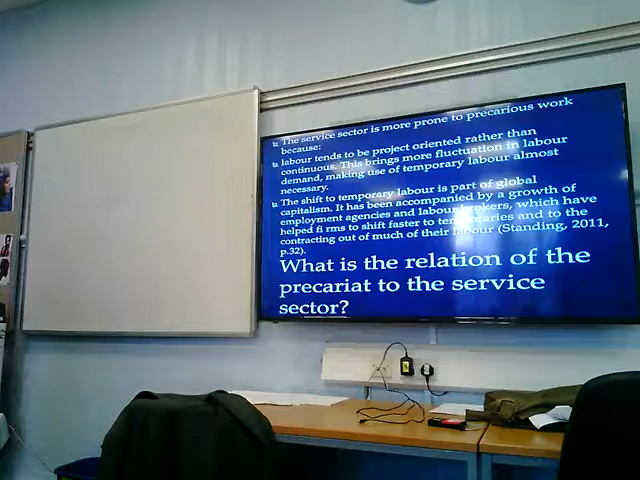 The service sector is more prone to precarious work
because:
labour tends to be project oriented rather than
continuous. This brings more fluctuation in labour
demand, making use of temporary labour almost
necessary.
The shift to temporary labour is part of global
capitalism. It has been accompanied by a growth of
employment agencies and labour brokers, which have
helped fi rms to shift faster to temporaries and to the
contracting out of much of their labour (Standing, 2011,
p.32).
What is the relation of the
precariat to the service
sector?